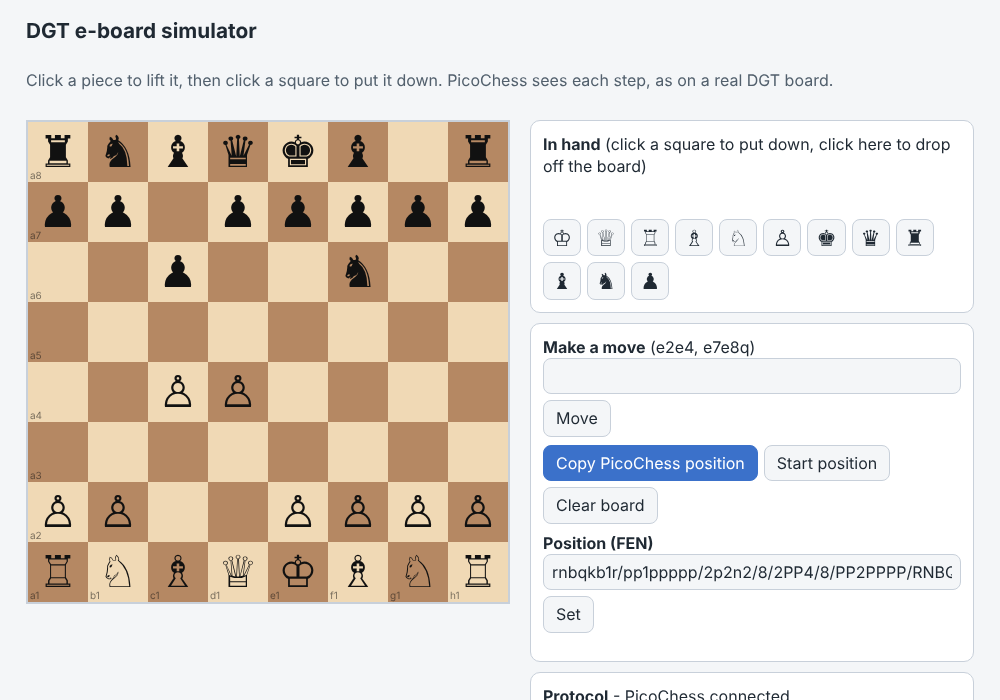 DGT e-board simulator
Click a piece to lift it, then click a square to put it down. PicoChess sees each step, as on a real DGT board.
a8
a7
a6
a5
a4
a3
a2
a1 b1 c1 d1 e1 f1 g1 h1
In hand (click a square to put down, click here to drop
off the board)
Make a move (e2e4, e7e8q)
Move
Copy PicoChess position
Start position
Clear board
Position (FEN)
rnbqkb1r/pp1ppppp/2p2n2/8/2PP4/8/PP2PPPP/RNB
Set
Protocol - PicoChess connected